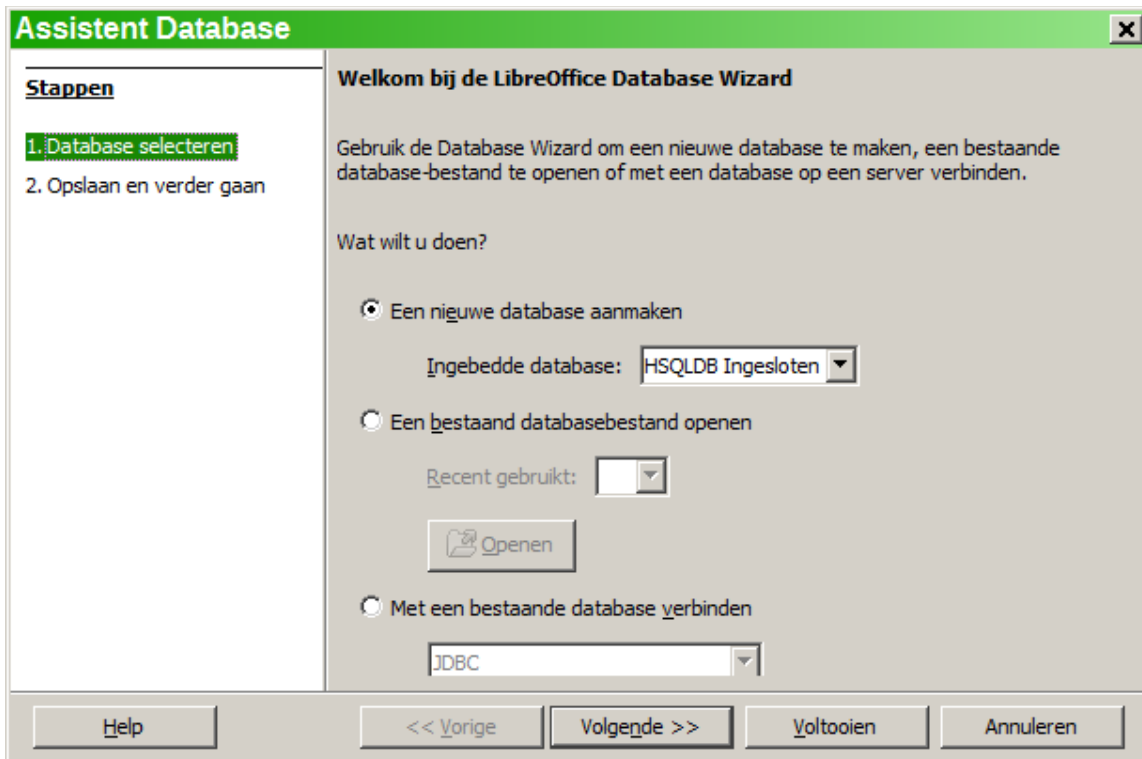 Assistent Database
Stappen
1. Database selecteren
2. Opslaan en verder gaan
Welkom bij de LibreOffice Database Wizard
Gebruik de Database Wizard om een nieuwe database te maken, een bestaande
database-bestand te openen of met een database op een server verbinden.
Wat wilt u doen?
Een nieuwe database aanmaken
Ingebedde database: HSQLDB Ingesloten
Een bestaand databasebestand openen
Recent gebruikt:
Openen
Met een bestaande database verbinden
JDBC
Help << Vorige Volgende >> Voltooien Annuleren